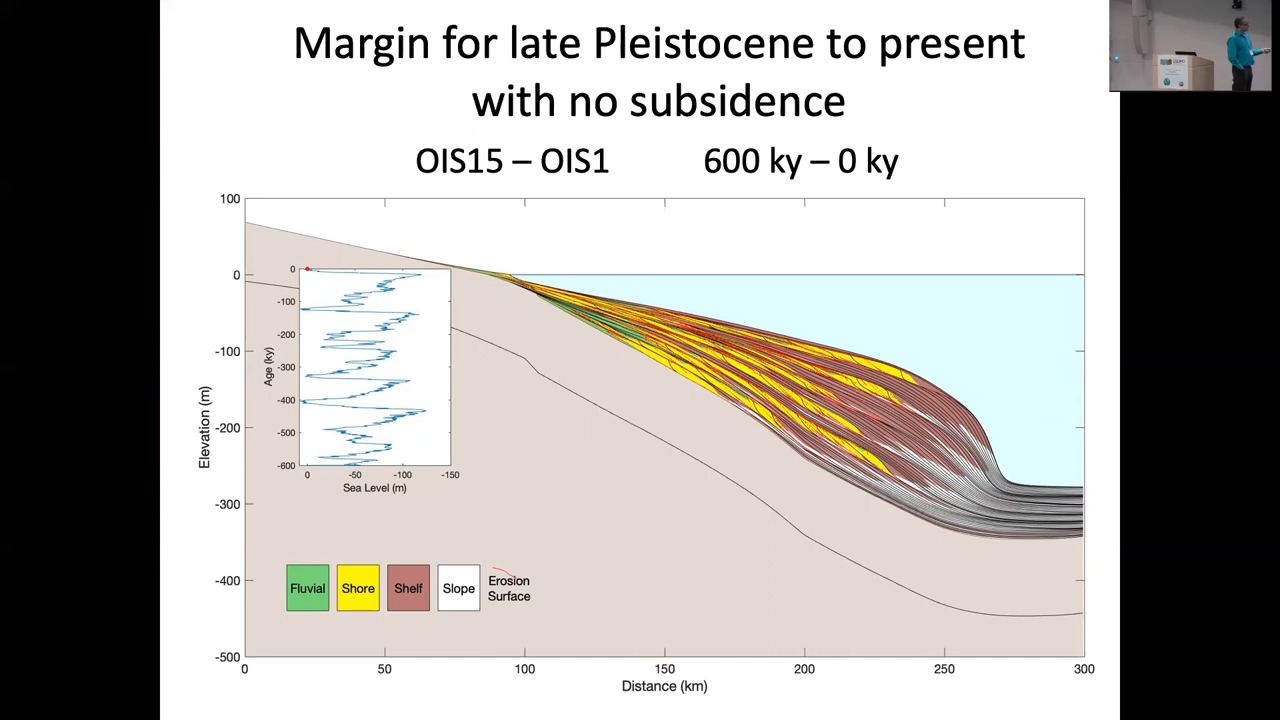 Margin for late Pleistocene to present
with no subsidence
OIS15 – OIS1 600 ky – 0 ky
100
0
-100
-200
-300
-400
-500
Elevation (m)
0
-100
-200
-300
-400
-500
-600
Age (ky)
0 -50 -100 -150
Sea Level (m)
Fluvial Shore Shelf Slope Erosion
Surface
0 50 100 150 200 250 300
Distance (km)